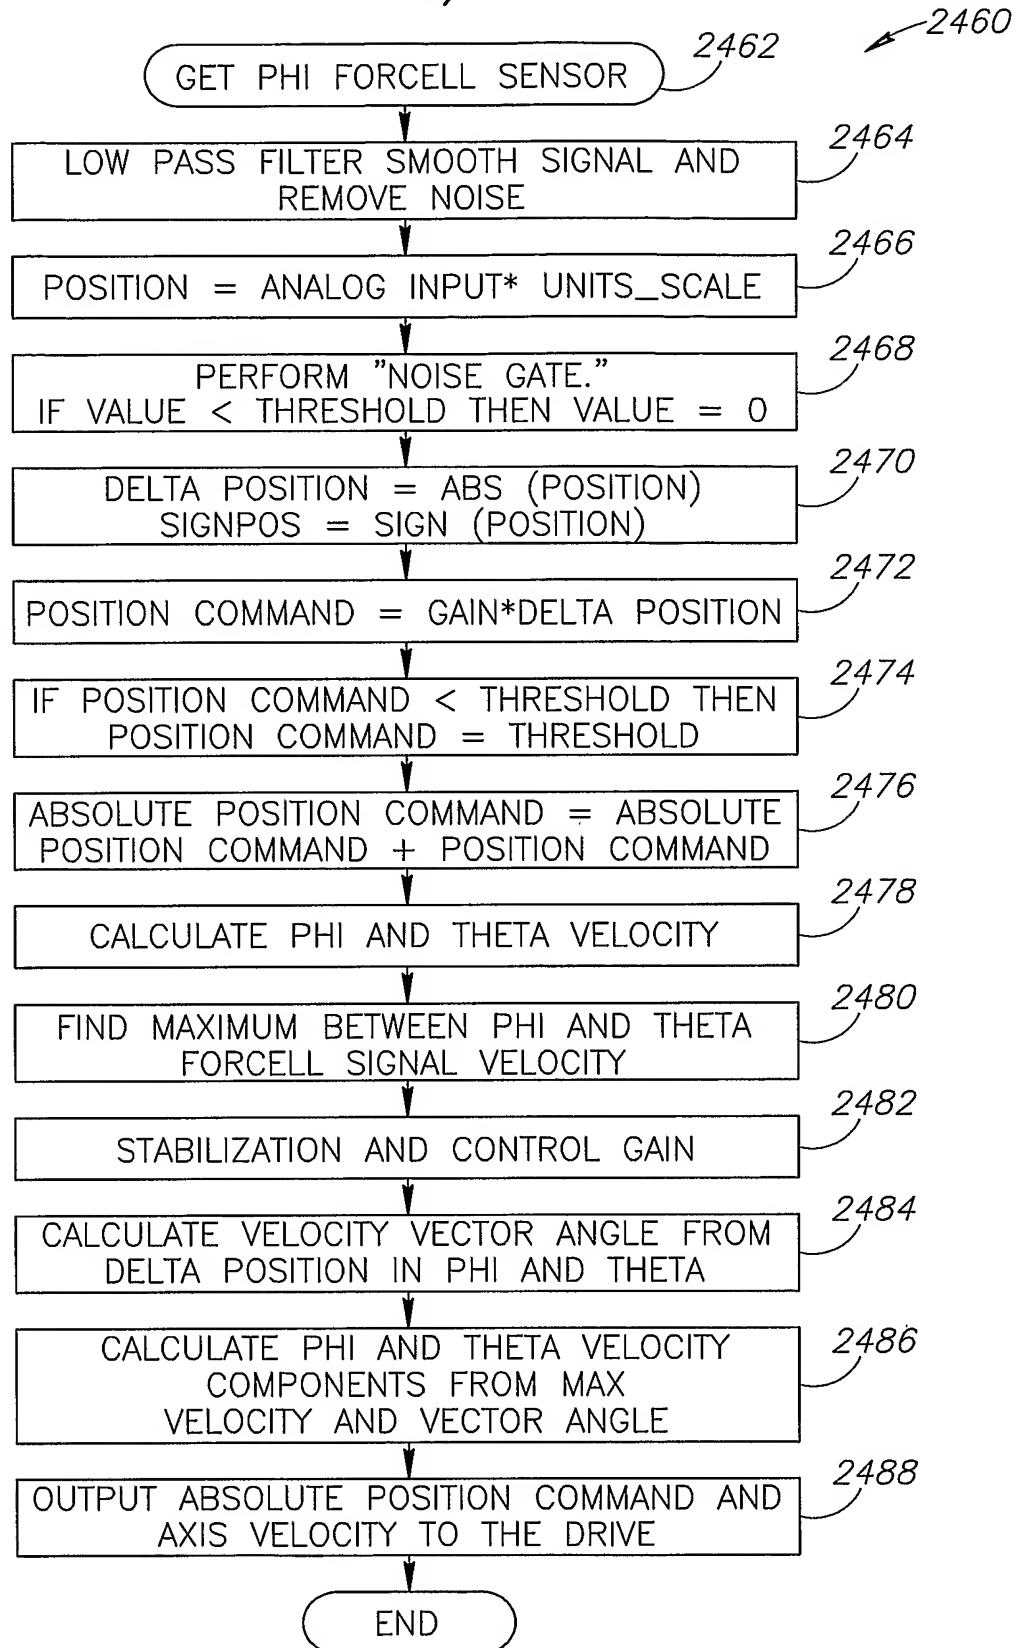 2460
GET PHI FORCELL SENSOR
2462
LOW PASS FILTER SMOOTH SIGNAL AND
REMOVE NOISE
2464
POSITION = ANALOG INPUT* UNITS_SCALE
2466
PERFORM "NOISE GATE."
IF VALUE < THRESHOLD THEN VALUE = 0
2468
DELTA POSITION = ABS (POSITION)
SIGNPOS = SIGN (POSITION)
2470
POSITION COMMAND = GAIN*DELTA POSITION
2472
IF POSITION COMMAND < THRESHOLD THEN
POSITION COMMAND = THRESHOLD
2474
ABSOLUTE POSITION COMMAND = ABSOLUTE
POSITION COMMAND + POSITION COMMAND
2476
CALCULATE PHI AND THETA VELOCITY
2478
FIND MAXIMUM BETWEEN PHI AND THETA
FORCELL SIGNAL VELOCITY
2480
STABILIZATION AND CONTROL GAIN
2482
CALCULATE VELOCITY VECTOR ANGLE FROM
DELTA POSITION IN PHI AND THETA
2484
CALCULATE PHI AND THETA VELOCITY
COMPONENTS FROM MAX
VELOCITY AND VECTOR ANGLE
2486
OUTPUT ABSOLUTE POSITION COMMAND AND
AXIS VELOCITY TO THE DRIVE
2488
END